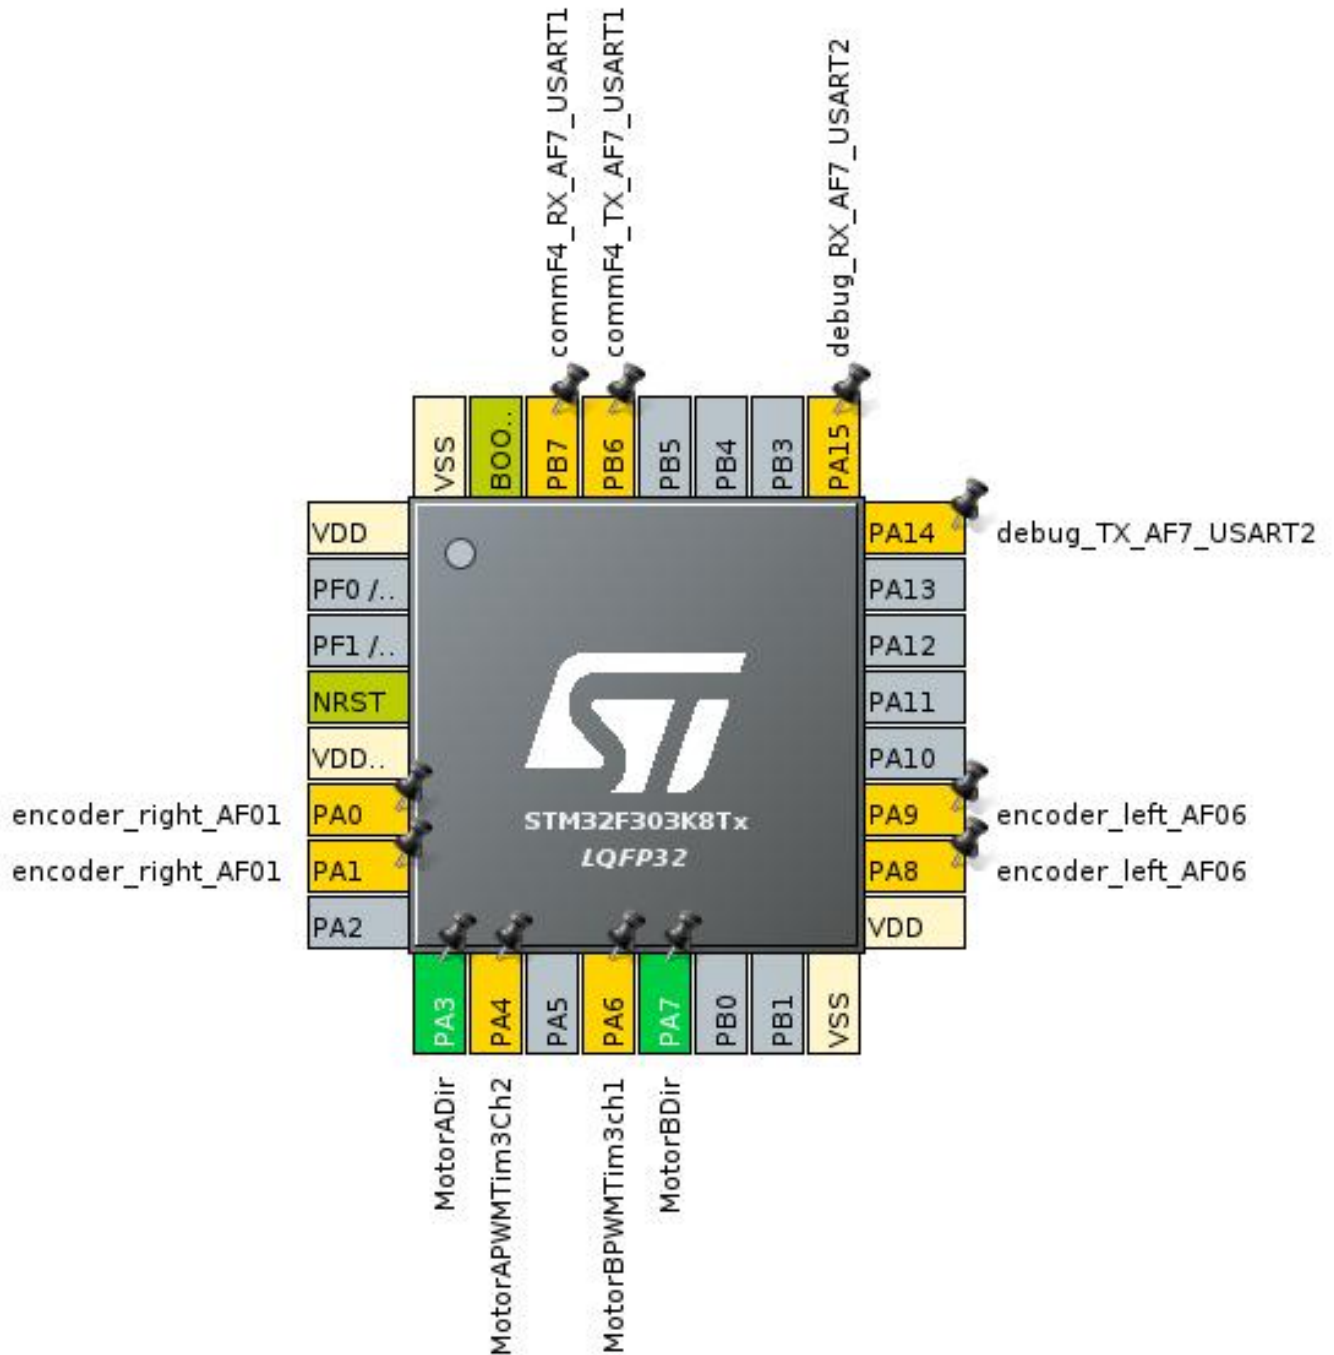 commF4_RX_AF7_USART1
commF4_TX_AF7_USART1
debug_RX_AF7_USART2
VSS
BOO..
PB7
PB6
PB5
PB4
PB3
PA15
VDD
PF0 /..
PF1 /..
NRST
VDD..
encoder_right_AF01 PA0
encoder_right_AF01 PA1
PA2
ST
STM32F303K8Tx
LQFP32
PA14 debug_TX_AF7_USART2
PA13
PA12
PA11
PA10
PA9 encoder_left_AF06
PA8 encoder_left_AF06
VDD
PA3
PA4
PA5
PA6
PA7
PB0
PB1
VSS
MotorADir
MotorAPWMTim3Ch2
MotorBPWMTim3ch1
MotorBDir